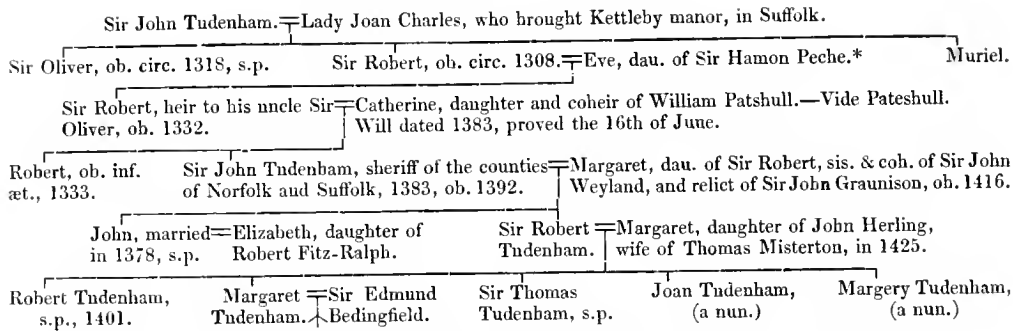 Sir John Tudenham.=Lady Joan Charles, who brought Kettleby manor, in Suffolk.
Sir Oliver, ob. circ. 1318, s.p. Sir Robert, ob. circ. 1308.=Eve, dau. of Sir Hamon Peche.* Muriel.
Sir Robert, heir to his uncle Sir=Catherine, daughter and coheir of William Patshull.—Vide Pateshull.
Oliver, ob. 1332. Will dated 1383, proved the 16th of June.
Robert, ob. inf. Sir John Tudenham, sheriff of the counties=Margaret, dau. of Sir Robert, sis. & coh. of Sir John
æt., 1333. of Norfolk and Suffolk, 1383, ob. 1392. Weyland, and relict of Sir John Graunison, ob. 1416.
John, married=Elizabeth, daughter of Sir Robert=Margaret, daughter of John Herling,
in 1378, s.p. Robert Fitz-Ralph. Tudenham. wife of Thomas Misterton, in 1425.
Robert Tudenham, Margaret=Sir Edmund Sir Thomas Joan Tudenham, Margery Tudenham,
s.p., 1401. Tudenham. Bedingfield. Tudenham, s.p. (a nun.) (a nun.)